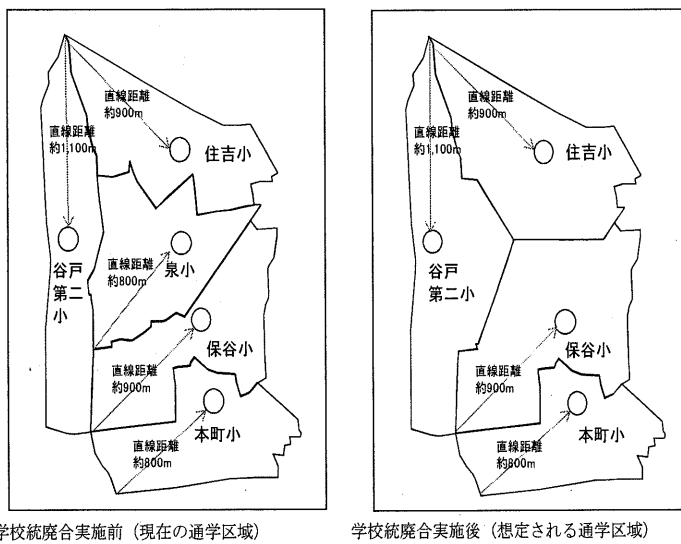 直線距離
約900m
直線距離
約1,100m
住吉小
谷戸
第二
小
直線距離
約800m
泉小
保谷小
直線距離
約900m
本町小
直線距離
約800m
学校統廃合実施前（現在の通学区域）
直線距離
約900m
直線距離
約1,100m
住吉小
谷戸
第二小
保谷小
直線距離
約900m
本町小
直線距離
約800m
学校統廃合実施後（想定される通学区域）